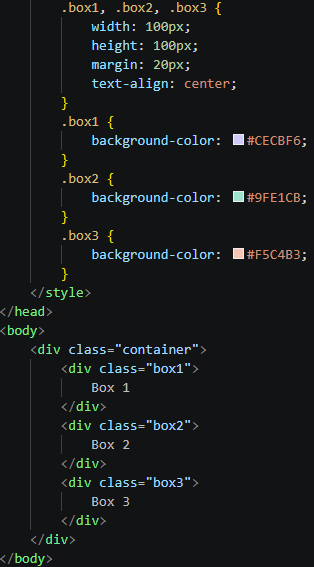 .box1, .box2, .box3 {
width: 100px;
height: 100px;
margin: 20px;
text-align: center;
}
.box1 {
background-color: #CECBF6;
}
.box2 {
background-color: #9FE1CB;
}
.box3 {
background-color: #F5C4B3;
}
</style>
</head>
<body>
<div class="container">
<div class="box1">
Box 1
</div>
<div class="box2">
Box 2
</div>
<div class="box3">
Box 3
</div>
</div>
</body>